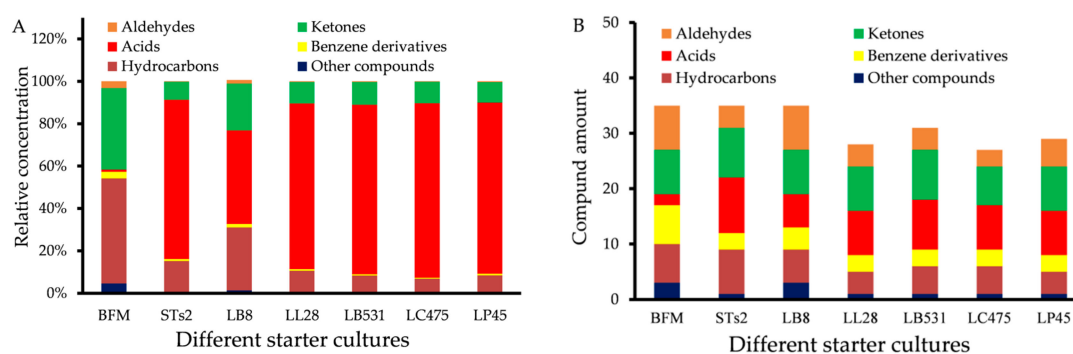 A
Aldehydes
Ketones
Acids
Benzene derivatives
Hydrocarbons
Other compounds
120%
100%
80%
60%
40%
20%
0%
Relative concentration
BFM STs2 LB8 LL28 LB531 LC475 LP45
Different starter cultures
B
Aldehydes
Ketones
Acids
Benzene derivatives
Hydrocarbons
Other compounds
50
40
30
20
10
0
Compund amount
BFM STs2 LB8 LL28 LB531 LC475 LP45
Different starter cultures